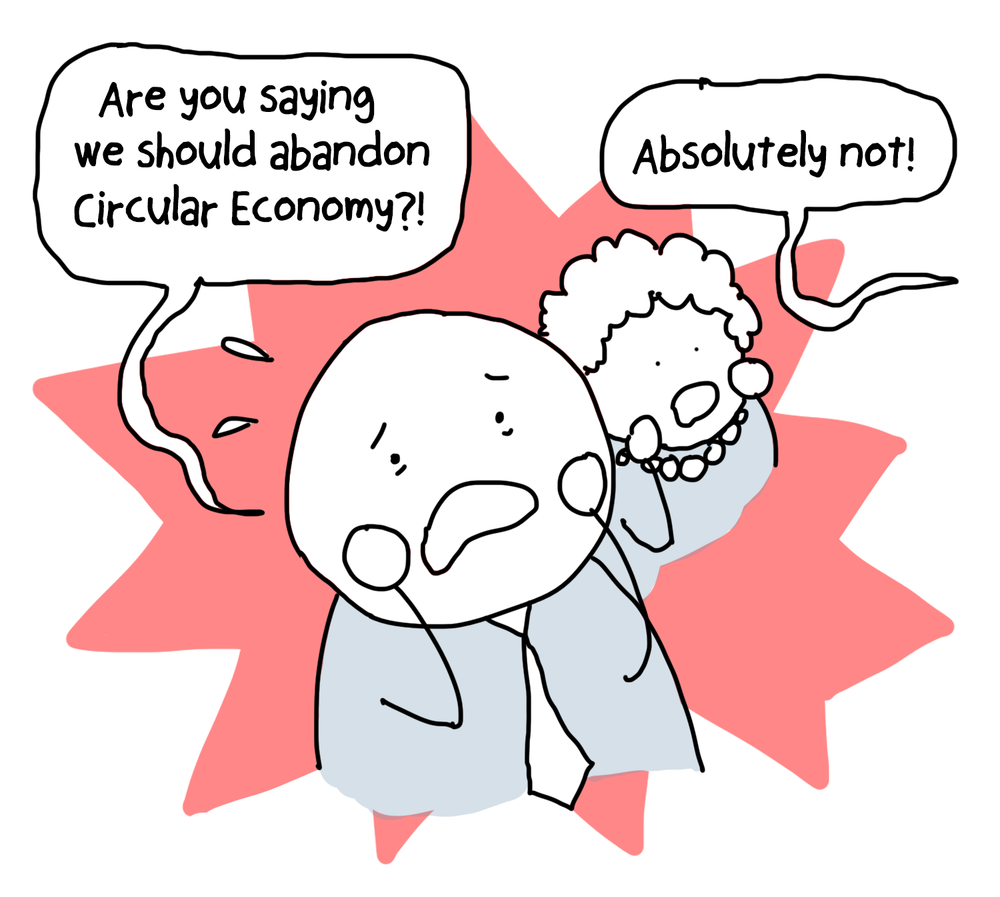 Are you saying
we should abandon
Circular Economy?!
Absolutely not!